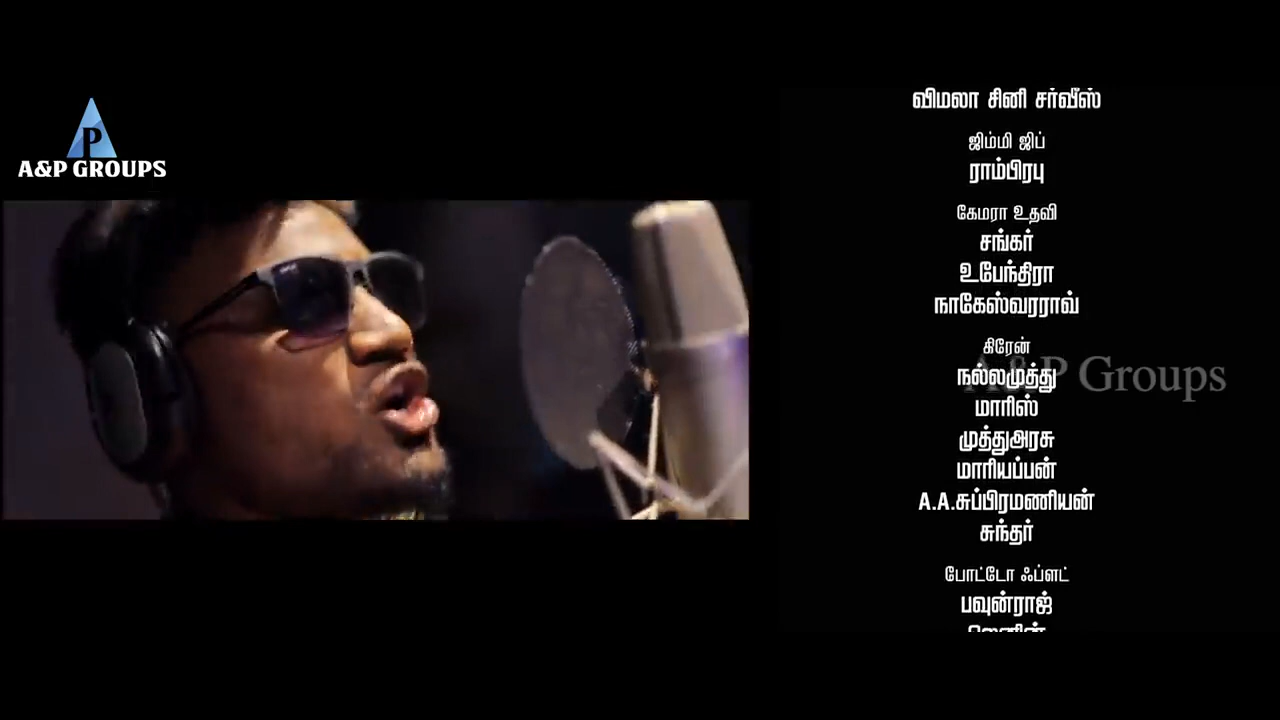 P
A&P GROUPS
விமலா சினி சர்வீஸ்
ஜிம்மி ஜிப்
ராம்பிரபு
கேமரா உதவி
சங்கர்
உபேந்திரா
நாகேஸ்வரராவ்
கிரேன்
நல்லமுத்து
A&P Groups
மாரிஸ்
முத்துஅரசு
மாரியப்பன்
A.A.சுப்பிரமணியன்
சுந்தர்
போட்டோ ஃப்ளட்
பவுன்ராஜ்